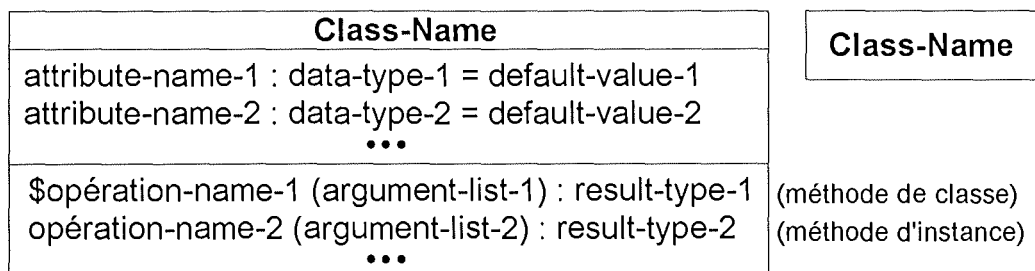 Class-Name
attribute-name-1 : data-type-1 = default-value-1
attribute-name-2 : data-type-2 = default-value-2
•••
$opération-name-1 (argument-list-1) : result-type-1 (méthode de classe)
opération-name-2 (argument-list-2) : result-type-2 (méthode d'instance)
•••
Class-Name